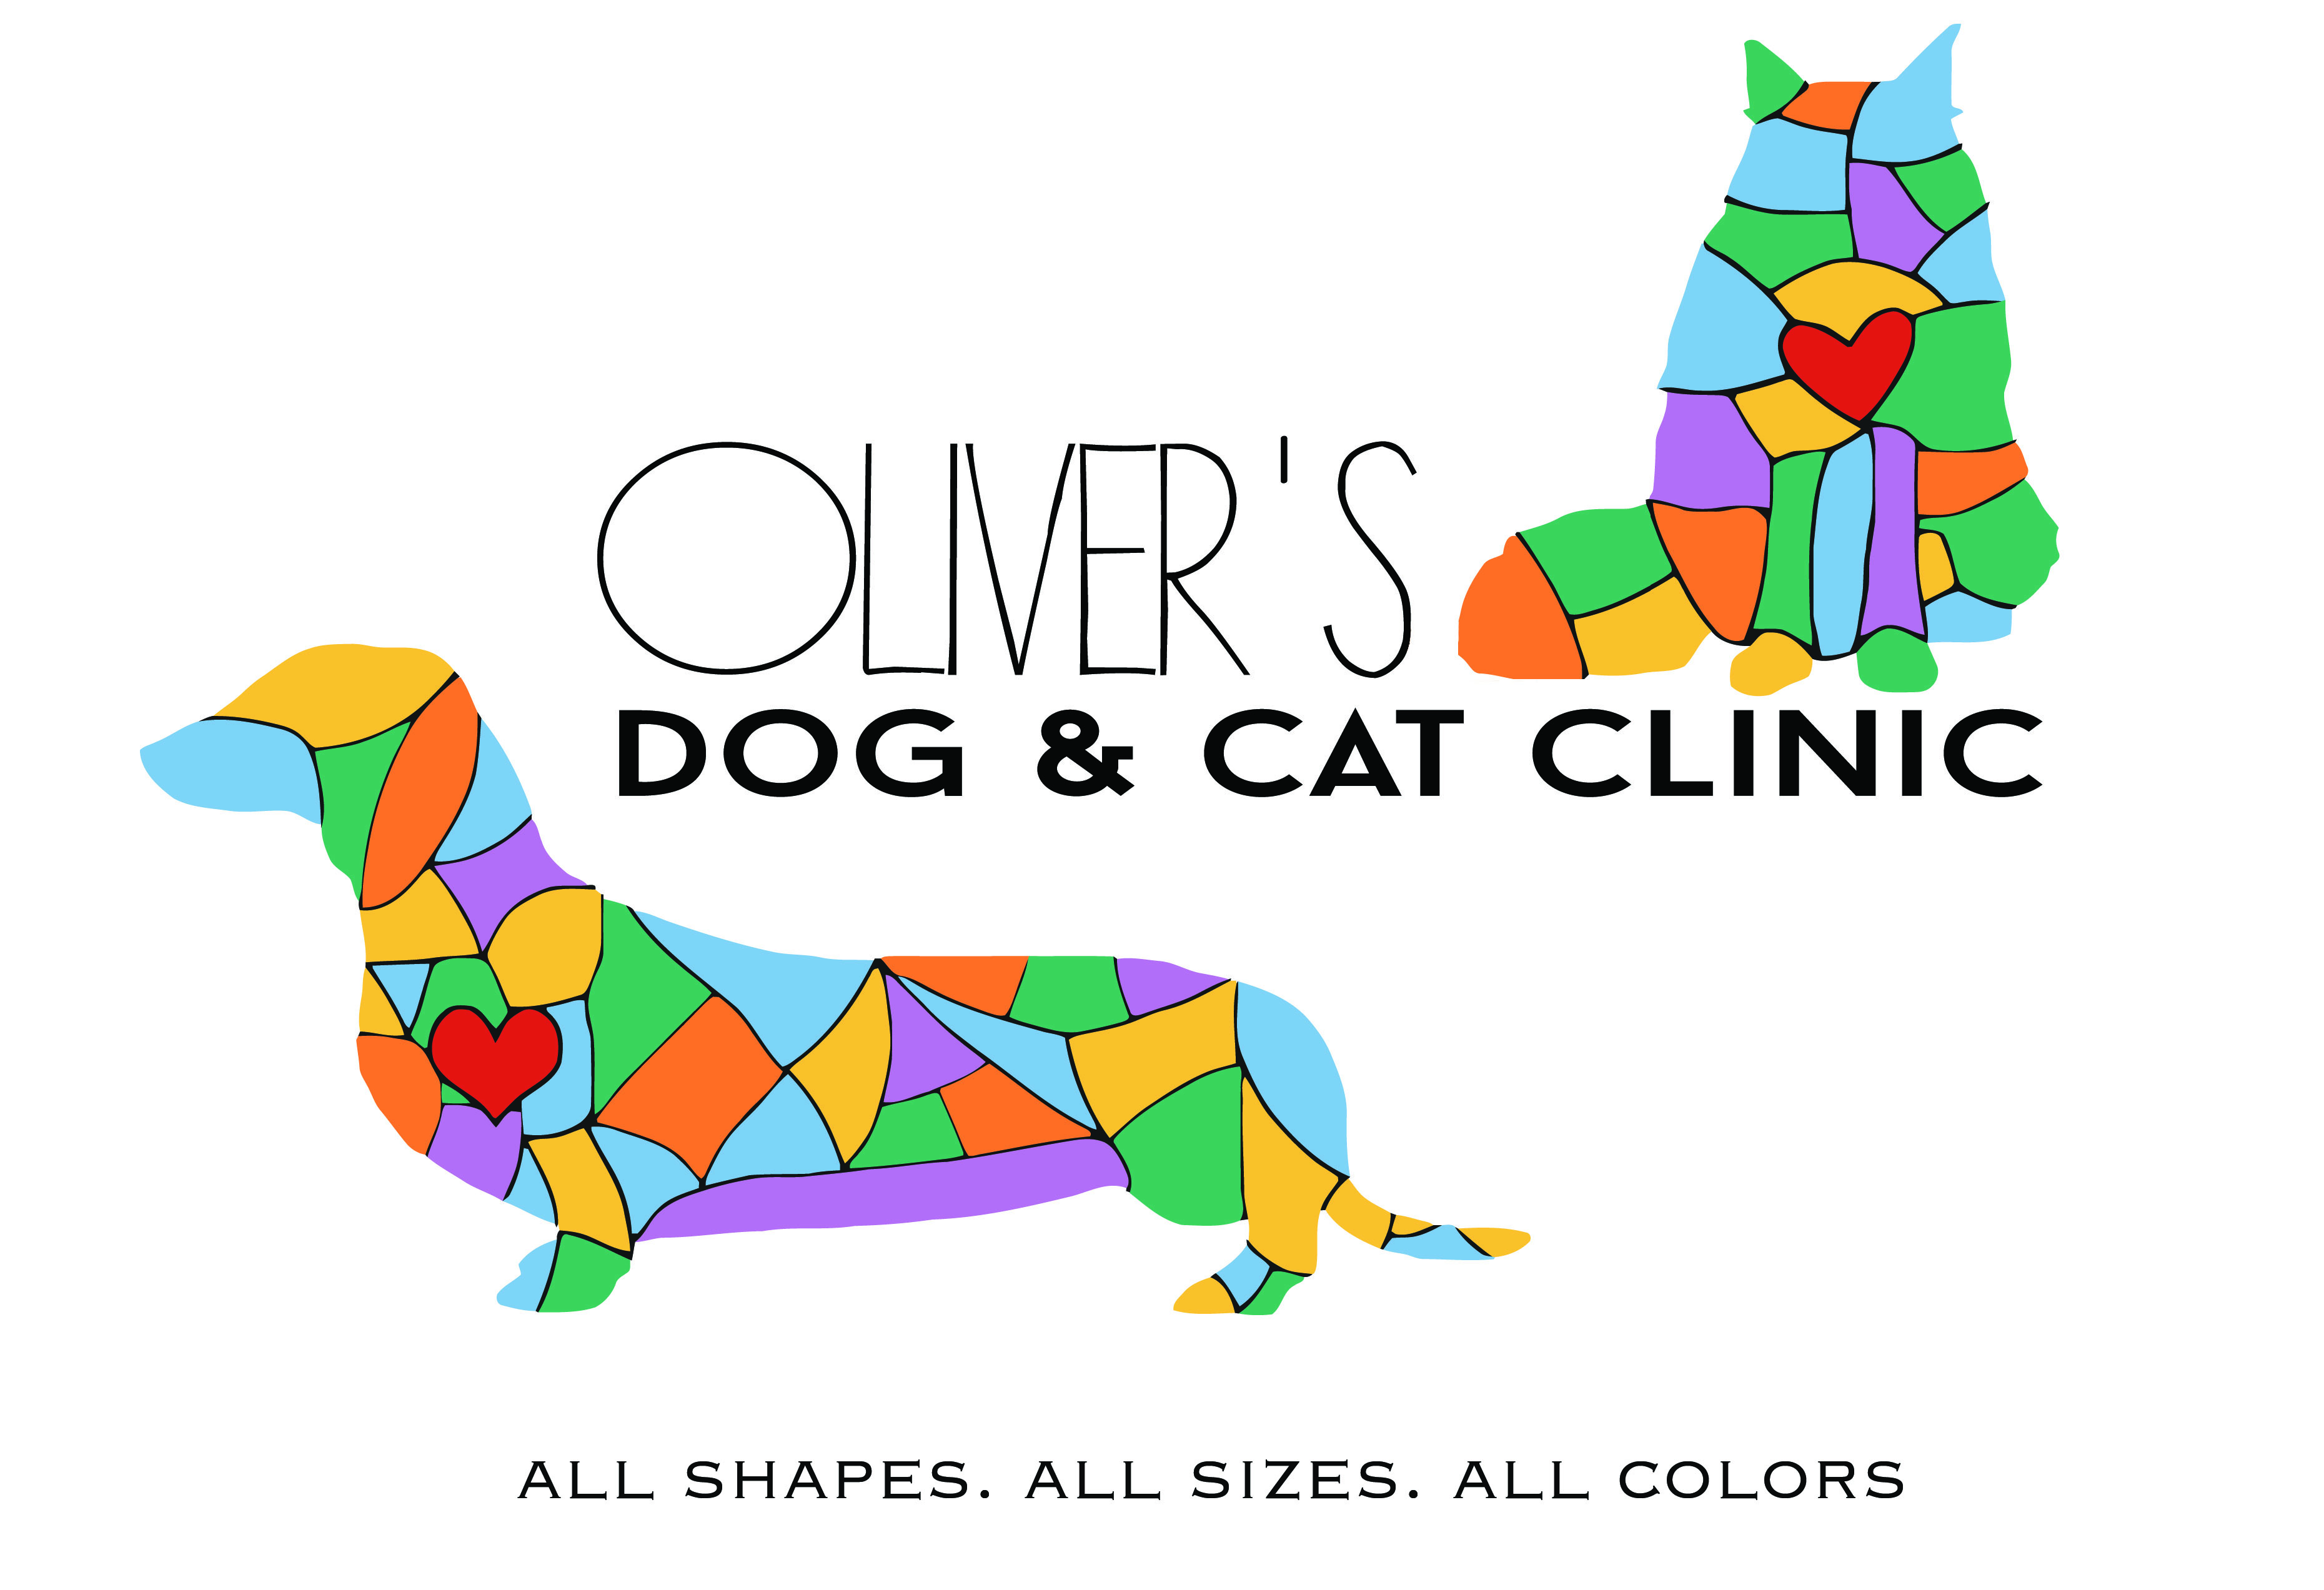 OLIVER'S
DOG & CAT CLINIC
ALL SHAPES. ALL SIZES. ALL COLORS